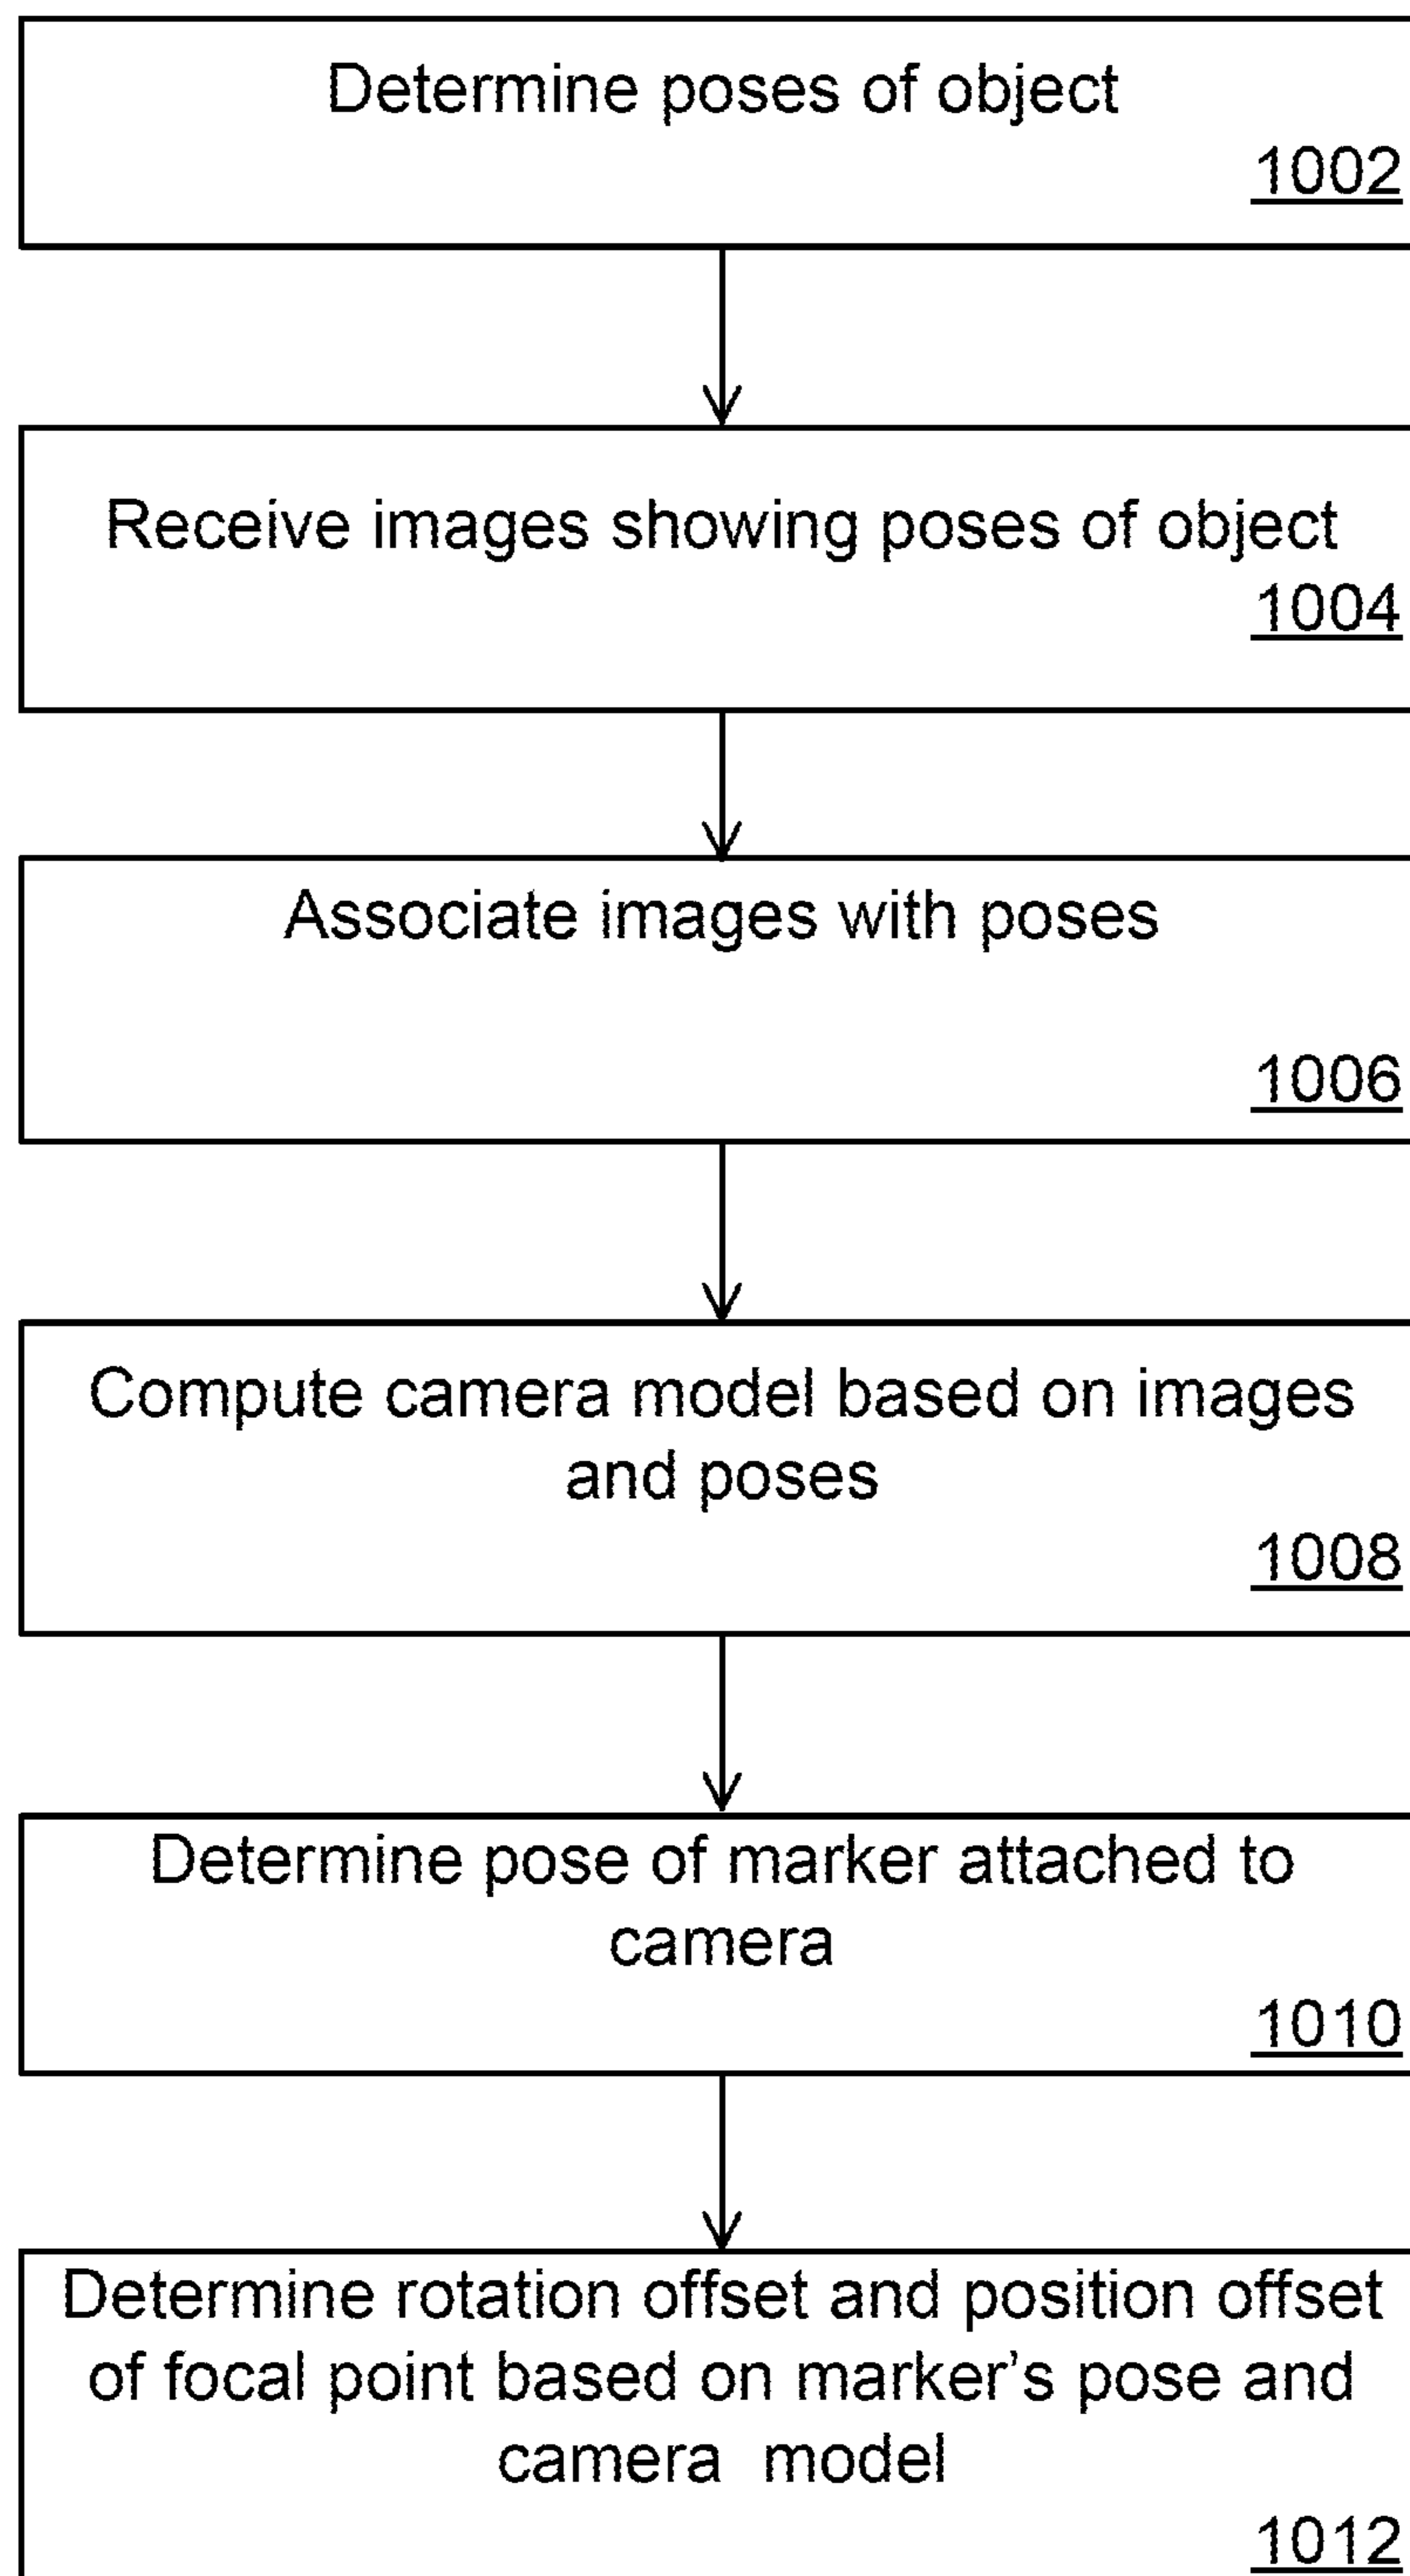 Determine poses of object
1002
Receive images showing poses of object
1004
Associate images with poses
1006
Compute camera model based on images
and poses
1008
Determine pose of marker attached to
camera
1010
Determine rotation offset and position offset
of focal point based on marker's pose and
camera model
1012